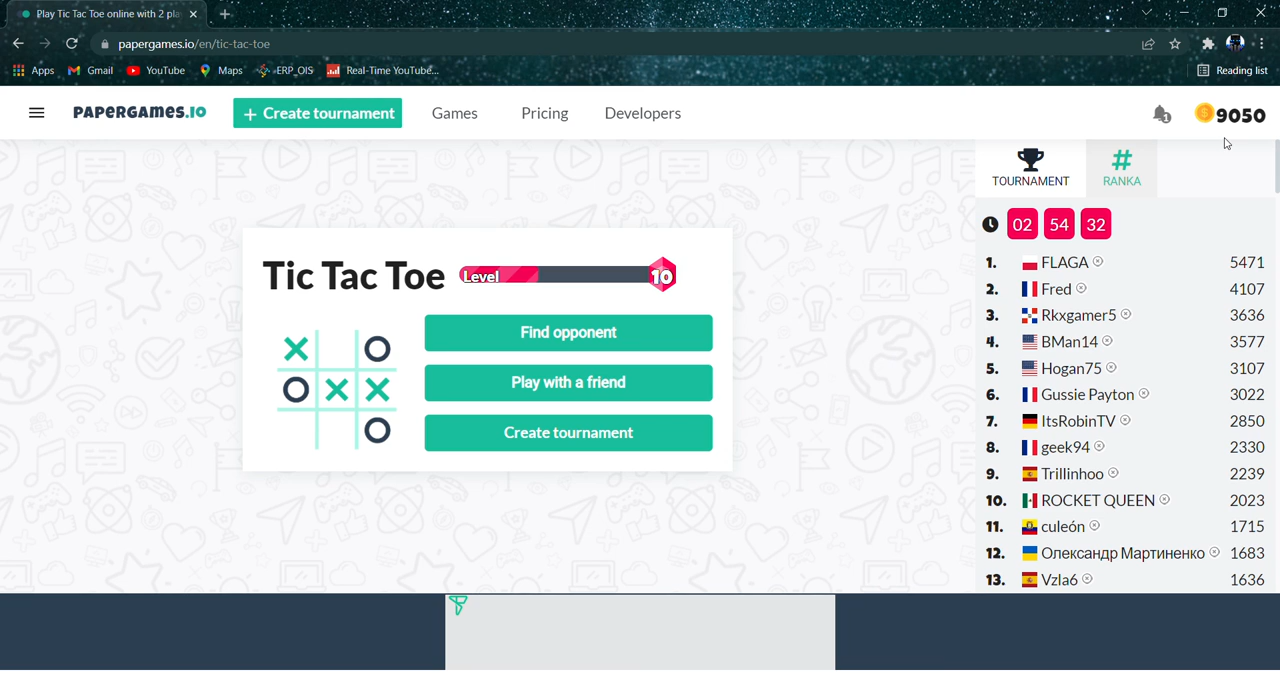 Play Tic Tac Toe online with 2 pla
papergames.io/en/tic-tac-toe
Apps Gmail YouTube Maps ERP_OIS Real-Time YouTube... Reading list
PAPERGAMES.IO + Create tournament Games Pricing Developers 1 9050
TOURNAMENT # RANKA
02 54 32
Tic Tac Toe Level 10
Find opponent
Play with a friend
Create tournament
1. FLAGA 5471
2. Fred 4107
3. Rkxgamer5 3636
4. BMan14 3577
5. Hogan75 3107
6. Gussie Payton 3022
7. ItsRobinTV 2850
8. geek94 2330
9. Trillinhoo 2239
10. ROCKET QUEEN 2023
11. culeón 1715
12. Олександр Мартиненко 1683
13. Vzla6 1636